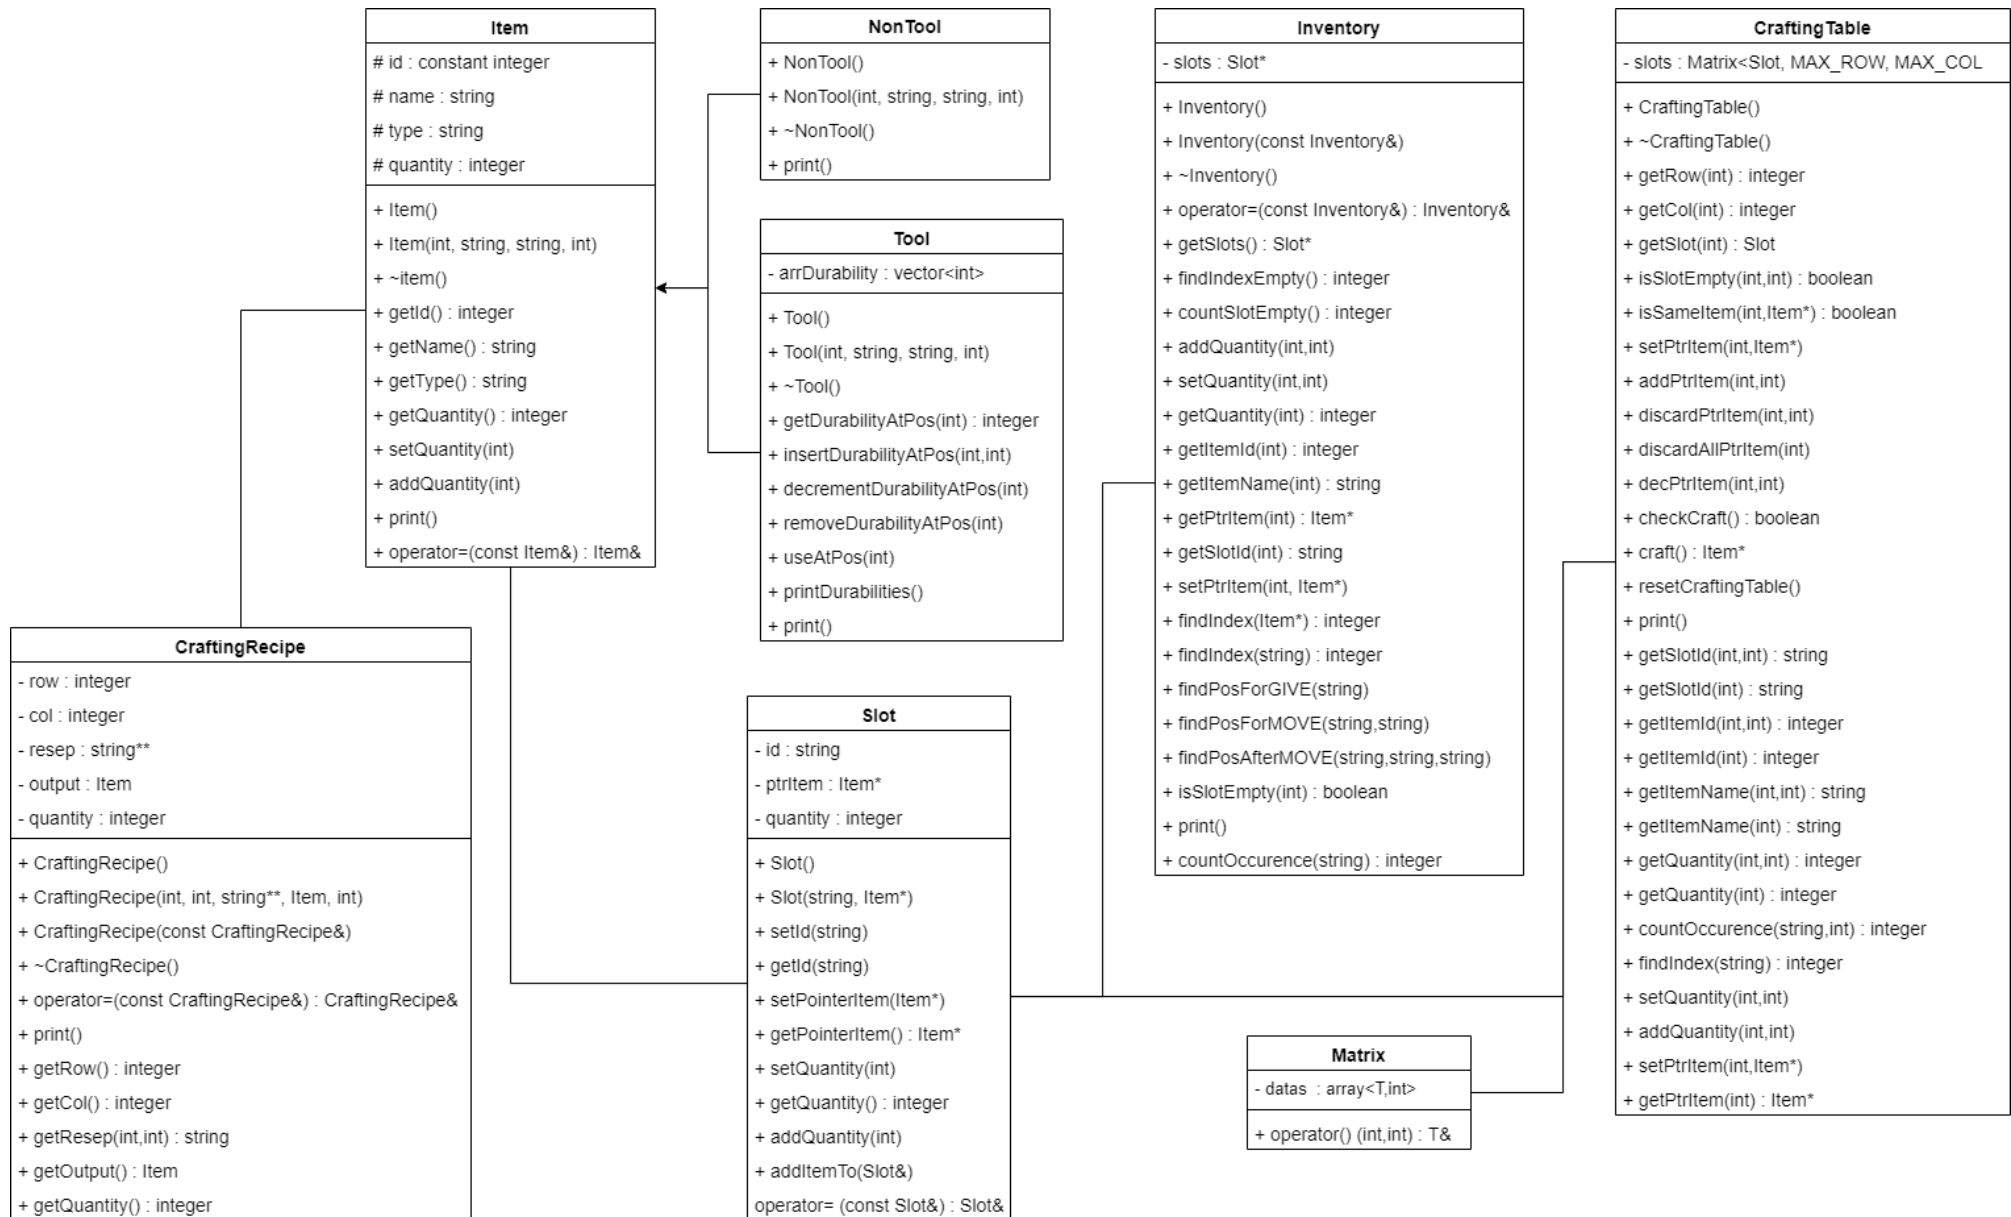 Item
# id : constant integer
# name : string
# type : string
# quantity : integer
+ Item()
+ Item(int, string, string, int)
+ ~item()
+ getId() : integer
+ getName() : string
+ getType() : string
+ getQuantity() : integer
+ setQuantity(int)
+ addQuantity(int)
+ print()
+ operator=(const Item&) : Item&
NonTool
+ NonTool()
+ NonTool(int, string, string, int)
+ ~NonTool()
+ print()
Tool
- arrDurability : vector<int>
+ Tool()
+ Tool(int, string, string, int)
+ ~Tool()
+ getDurabilityAtPos(int) : integer
+ insertDurabilityAtPos(int,int)
+ decrementDurabilityAtPos(int)
+ removeDurabilityAtPos(int)
+ useAtPos(int)
+ printDurabilities()
+ print()
Inventory
- slots : Slot*
+ Inventory()
+ Inventory(const Inventory&)
+ ~Inventory()
+ operator=(const Inventory&) : Inventory&
+ getSlots() : Slot*
+ findIndexEmpty() : integer
+ countSlotEmpty() : integer
+ addQuantity(int,int)
+ setQuantity(int,int)
+ getQuantity(int) : integer
+ getItemId(int) : integer
+ getItemName(int) : string
+ getPtrItem(int) : Item*
+ getSlotId(int) : string
+ setPtrItem(int, Item*)
+ findIndex(Item*) : integer
+ findIndex(string) : integer
+ findPosForGIVE(string)
+ findPosForMOVE(string,string)
+ findPosAfterMOVE(string,string,string)
+ isSlotEmpty(int) : boolean
+ print()
+ countOccurence(string) : integer
CraftingTable
- slots : Matrix<Slot, MAX_ROW, MAX_COL
+ CraftingTable()
+ ~CraftingTable()
+ getRow(int) : integer
+ getCol(int) : integer
+ getSlot(int) : Slot
+ isSlotEmpty(int,int) : boolean
+ isSameItem(int,Item*) : boolean
+ setPtrItem(int,Item*)
+ addPtrItem(int,int)
+ discardPtrItem(int,int)
+ discardAllPtrItem(int)
+ decPtrItem(int,int)
+ checkCraft() : boolean
+ craft() : Item*
+ resetCraftingTable()
+ print()
+ getSlotId(int,int) : string
+ getSlotId(int) : string
+ getItemId(int,int) : integer
+ getItemId(int) : integer
+ getItemName(int,int) : string
+ getItemName(int) : string
+ getQuantity(int,int) : integer
+ getQuantity(int) : integer
+ countOccurence(string,int) : integer
+ findIndex(string) : integer
+ setQuantity(int,int)
+ addQuantity(int,int)
+ setPtrItem(int,Item*)
+ getPtrItem(int) : Item*
CraftingRecipe
- row : integer
- col : integer
- resep : string**
- output : Item
- quantity : integer
+ CraftingRecipe()
+ CraftingRecipe(int, int, string**, Item, int)
+ CraftingRecipe(const CraftingRecipe&)
+ ~CraftingRecipe()
+ operator=(const CraftingRecipe&) : CraftingRecipe&
+ print()
+ getRow() : integer
+ getCol() : integer
+ getResep(int,int) : string
+ getOutput() : Item
+ getQuantity() : integer
Slot
- id : string
- ptrItem : Item*
- quantity : integer
+ Slot()
+ Slot(string, Item*)
+ setId(string)
+ getId(string)
+ setPointerItem(Item*)
+ getPointerItem() : Item*
+ setQuantity(int)
+ getQuantity() : integer
+ addQuantity(int)
+ addItemTo(Slot&)
operator= (const Slot&) : Slot&
Matrix
- datas : array<T,int>
+ operator() (int,int) : T&